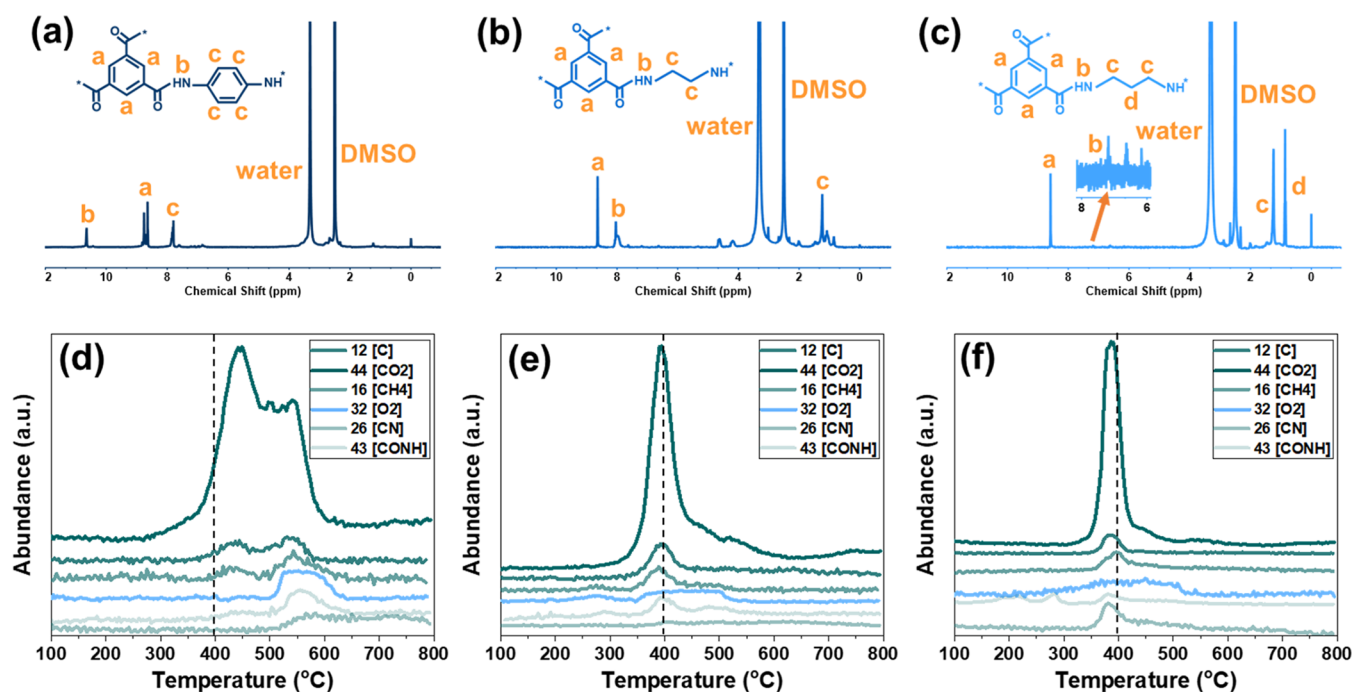 (a)
O
*
a
a
b
c
c
NH
NH*
*
O
a
O
c
c
water
DMSO
b
a
c
12
10
8
6
4
2
0
Chemical Shift (ppm)
(b)
O
*
a
a
b
c
NH
NH*
*
O
a
O
c
water
DMSO
a
b
c
12
10
8
6
4
2
0
Chemical Shift (ppm)
(c)
O
*
a
a
b
c
c
NH
NH*
*
O
a
O
d
water
DMSO
a
b
8
6
c
d
12
10
8
6
4
2
0
Chemical Shift (ppm)
(d)
12 [C]
44 [CO2]
16 [CH4]
32 [O2]
26 [CN]
43 [CONH]
Abundance (a.u.)
100 200 300 400 500 600 700 800
Temperature (°C)
(e)
12 [C]
44 [CO2]
16 [CH4]
32 [O2]
26 [CN]
43 [CONH]
Abundance (a.u.)
100 200 300 400 500 600 700 800
Temperature (°C)
(f)
12 [C]
44 [CO2]
16 [CH4]
32 [O2]
26 [CN]
43 [CONH]
Abundance (a.u.)
100 200 300 400 500 600 700 800
Temperature (°C)